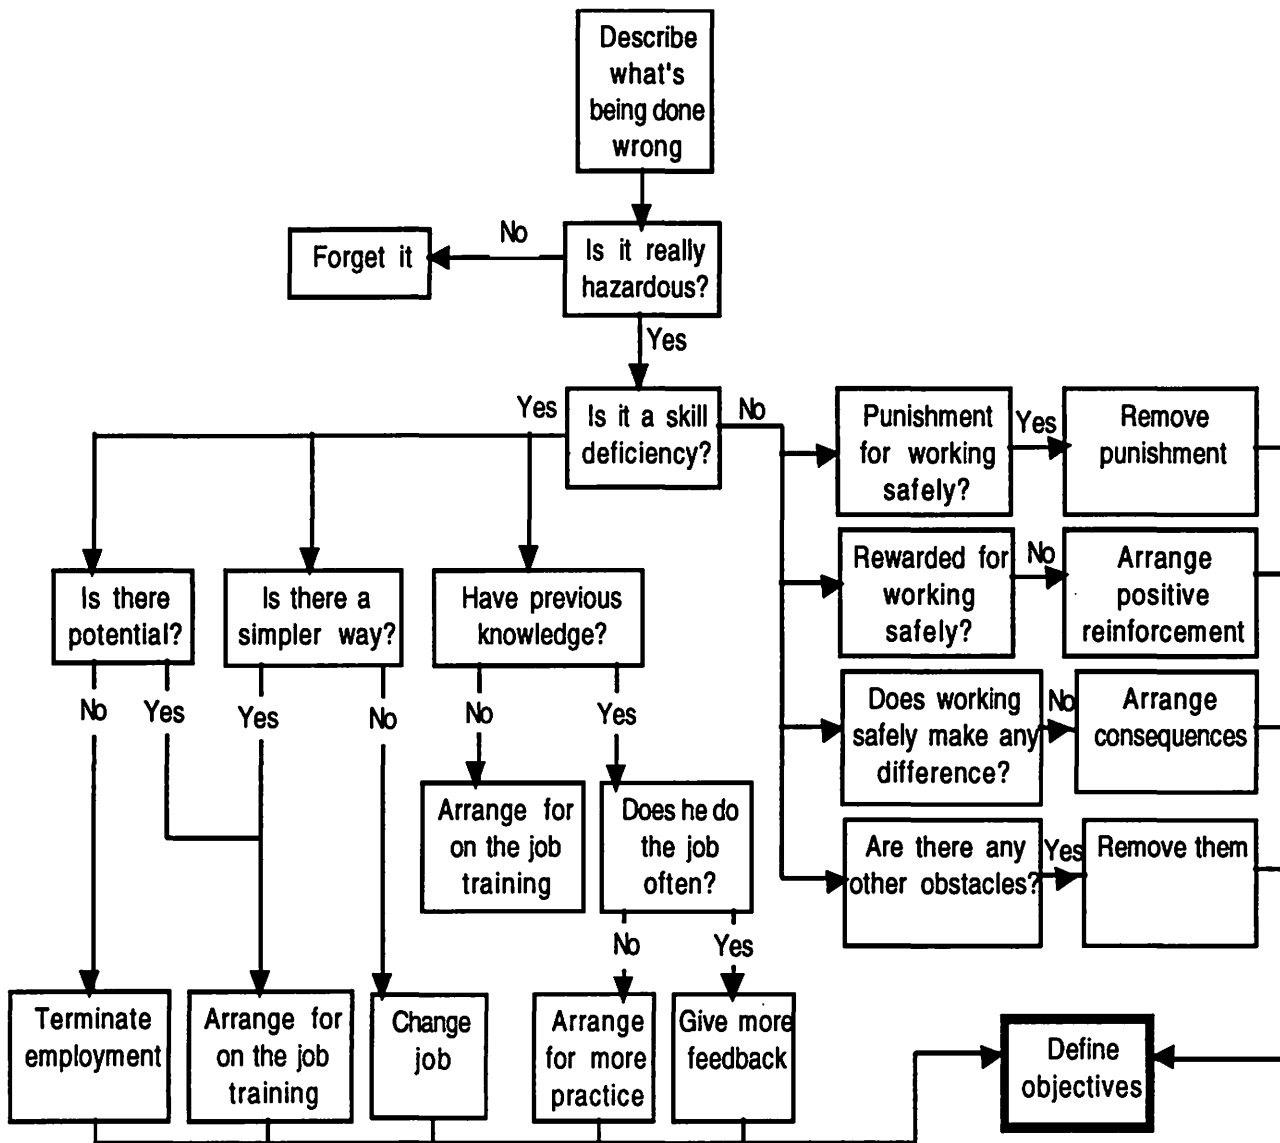 Describe
what's
being done
wrong
No
Forget it
Is it really
hazardous?
Yes
Yes
Is it a skill
deficiency?
No
Punishment
for working
safely?
Yes
Remove
punishment
Rewarded for
working
safely?
No
Arrange
positive
reinforcement
Is there
potential?
Is there a
simpler way?
Have previous
knowledge?
Does working
safely make any
difference?
No
Arrange
consequences
No
Yes
Yes
No
No
Yes
Arrange for
on the job
training
Does he do
the job
often?
Are there any
other obstacles?
Yes
Remove them
No
Yes
Terminate
employment
Arrange for
on the job
training
Change
job
Arrange
for more
practice
Give more
feedback
Define
objectives